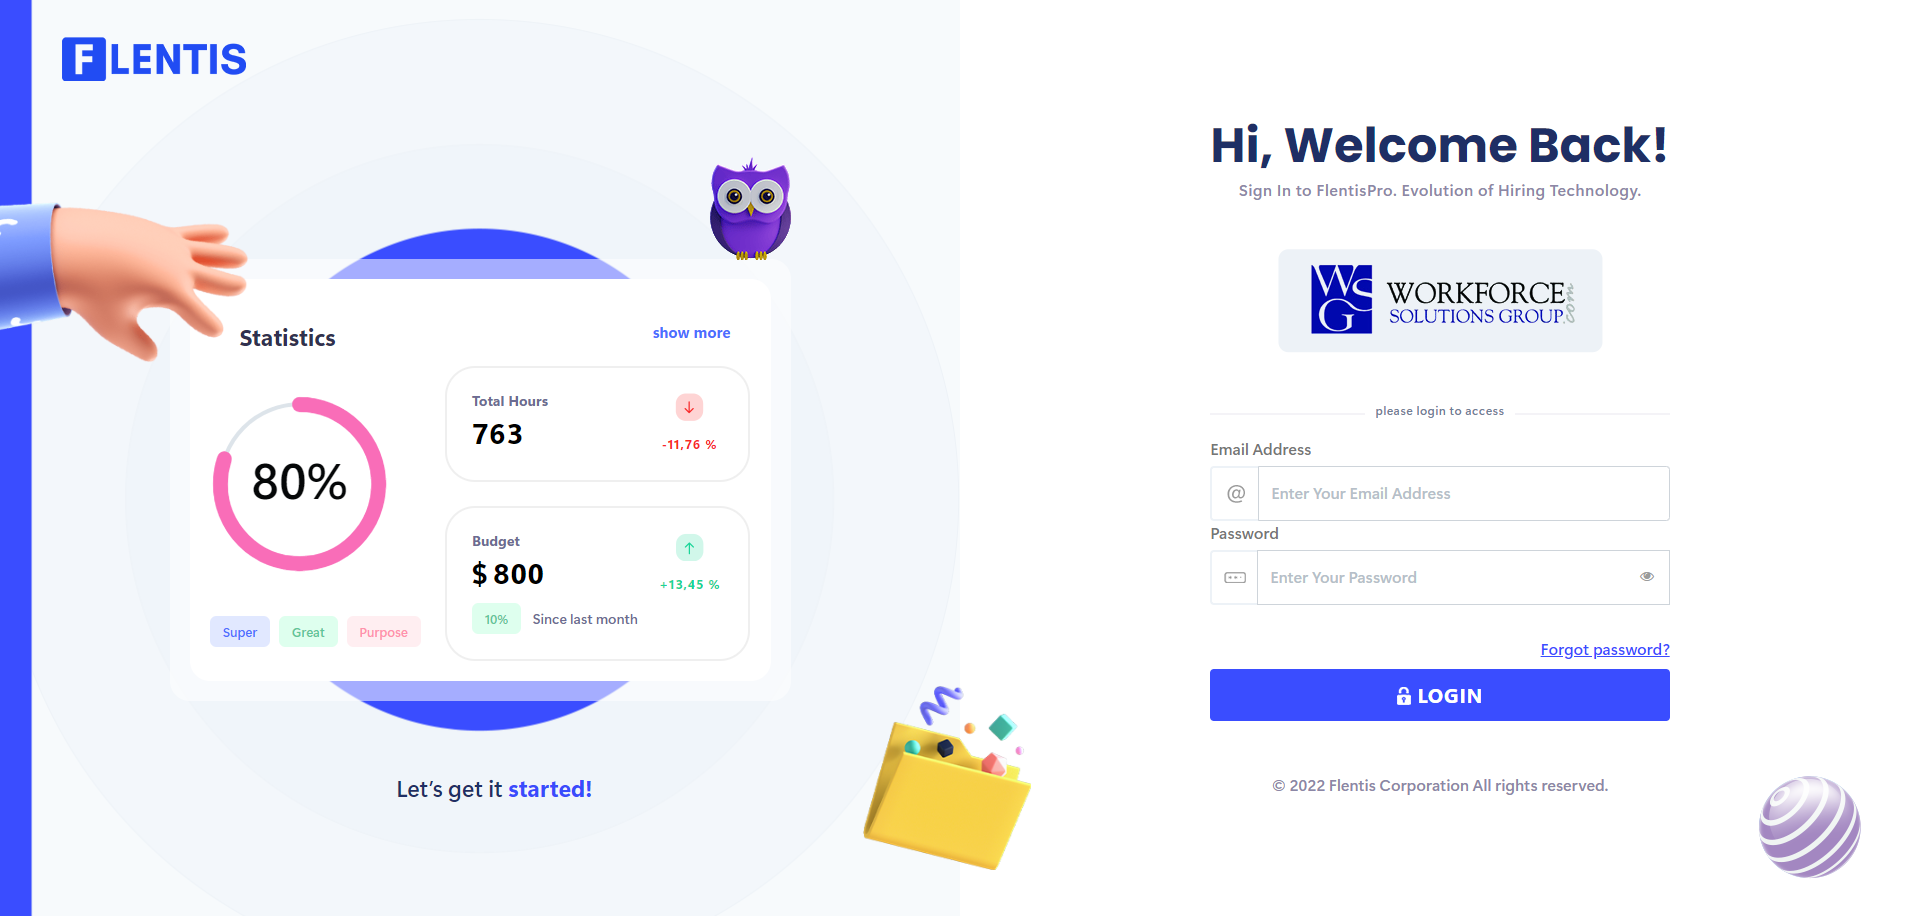 FLENTIS
Statistics
show more
80%
Super
Great
Purpose
Total Hours
763
-11,76 %
Budget
$ 800
+13,45 %
10%
Since last month
Let's get it started!
Hi, Welcome Back!
Sign In to FlentisPro. Evolution of Hiring Technology.
WSG
WORKFORCE
SOLUTIONS GROUP
.com
please login to access
Email Address
@
Enter Your Email Address
Password
Enter Your Password
Forgot password?
LOGIN
© 2022 Flentis Corporation All rights reserved.